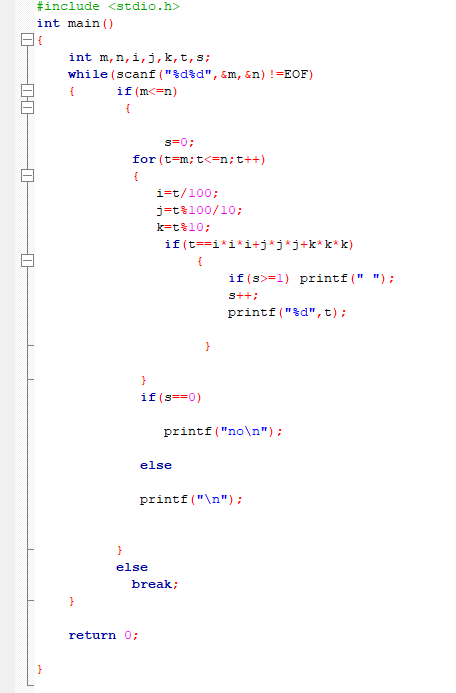 #include <stdio.h>
int main()
{
int m,n,i,j,k,t,s;
while(scanf("%d%d",&m,&n)!=EOF)
{ if(m<=n)
{
s=0;
for(t=m;t<=n;t++)
{
i=t/100;
j=t%100/10;
k=t%10;
if(t==i*i*i+j*j*j+k*k*k)
{
if(s>=1) printf(" ");
s++;
printf("%d",t);
}
}
if(s==0)
printf("no\n");
else
printf("\n");
}
else
break;
}
return 0;
}